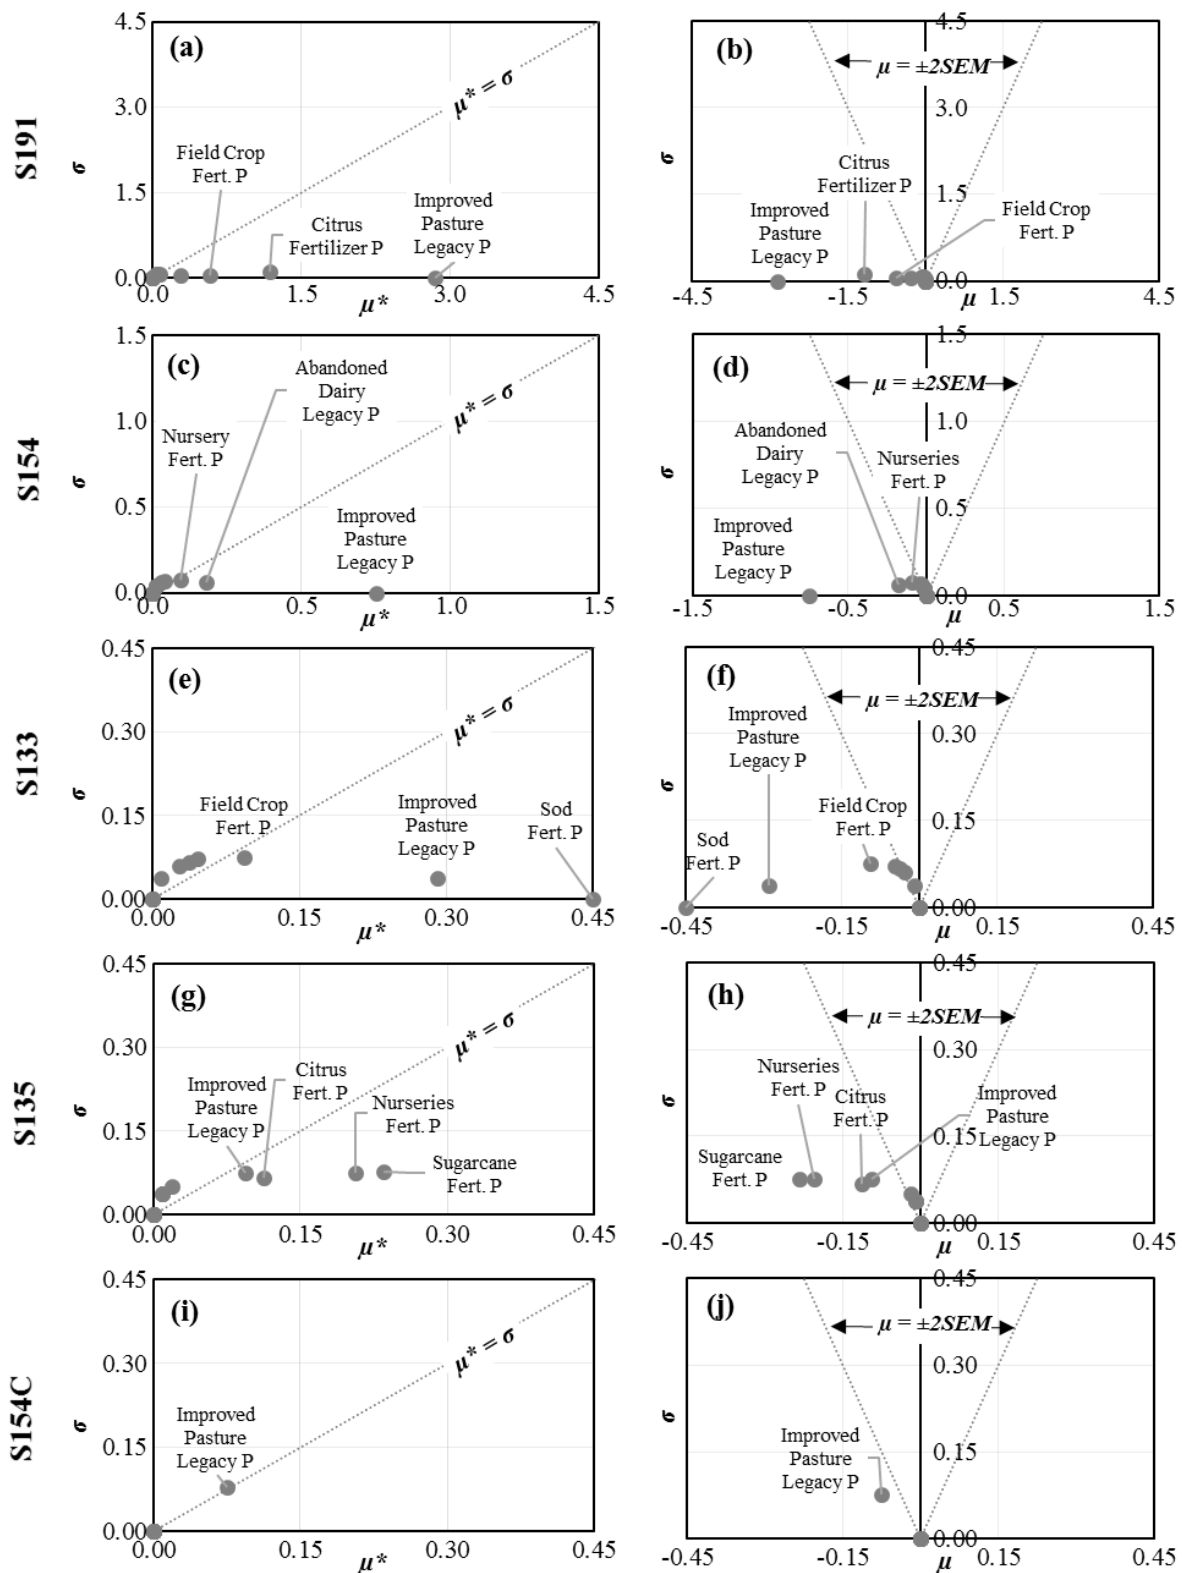 S191
(a)
4.5
3.0
1.5
0.0
σ
μ* = σ
Field Crop
Fert. P
Citrus
Fertilizer P
Improved
Pasture
Legacy P
0.0
1.5
3.0
4.5
μ*
(b)
4.5
3.0
1.5
0.0
σ
μ = ±2SEM
Citrus
Fertilizer P
Improved
Pasture
Legacy P
Field Crop
Fert. P
-4.5
-1.5
1.5
4.5
μ
S154
(c)
1.5
1.0
0.5
0.0
σ
μ* = σ
Abandoned
Dairy
Legacy P
Nursery
Fert. P
Improved
Pasture
Legacy P
0.0
0.5
1.0
1.5
μ*
(d)
1.5
1.0
0.5
0.0
σ
μ = ±2SEM
Abandoned
Dairy
Legacy P
Nurseries
Fert. P
Improved
Pasture
Legacy P
-1.5
-0.5
0.5
1.5
μ
S133
(e)
0.45
0.30
0.15
0.00
σ
μ* = σ
Field Crop
Fert. P
Improved
Pasture
Legacy P
Sod
Fert. P
0.00
0.15
0.30
0.45
μ*
(f)
0.45
0.30
0.15
0.00
σ
μ = ±2SEM
Improved
Pasture
Legacy P
Field Crop
Fert. P
Sod
Fert. P
-0.45
-0.15
0.15
0.45
μ
S135
(g)
0.45
0.30
0.15
0.00
σ
μ* = σ
Improved
Pasture
Legacy P
Citrus
Fert. P
Nurseries
Fert. P
Sugarcane
Fert. P
0.00
0.15
0.30
0.45
μ*
(h)
0.45
0.30
0.15
0.00
σ
μ = ±2SEM
Nurseries
Fert. P
Citrus
Fert. P
Improved
Pasture
Legacy P
Sugarcane
Fert. P
-0.45
-0.15
0.15
0.45
μ
S154C
(i)
0.45
0.30
0.15
0.00
σ
μ* = σ
Improved
Pasture
Legacy P
0.00
0.15
0.30
0.45
μ*
(j)
0.45
0.30
0.15
0.00
σ
μ = ±2SEM
Improved
Pasture
Legacy P
-0.45
-0.15
0.15
0.45
μ